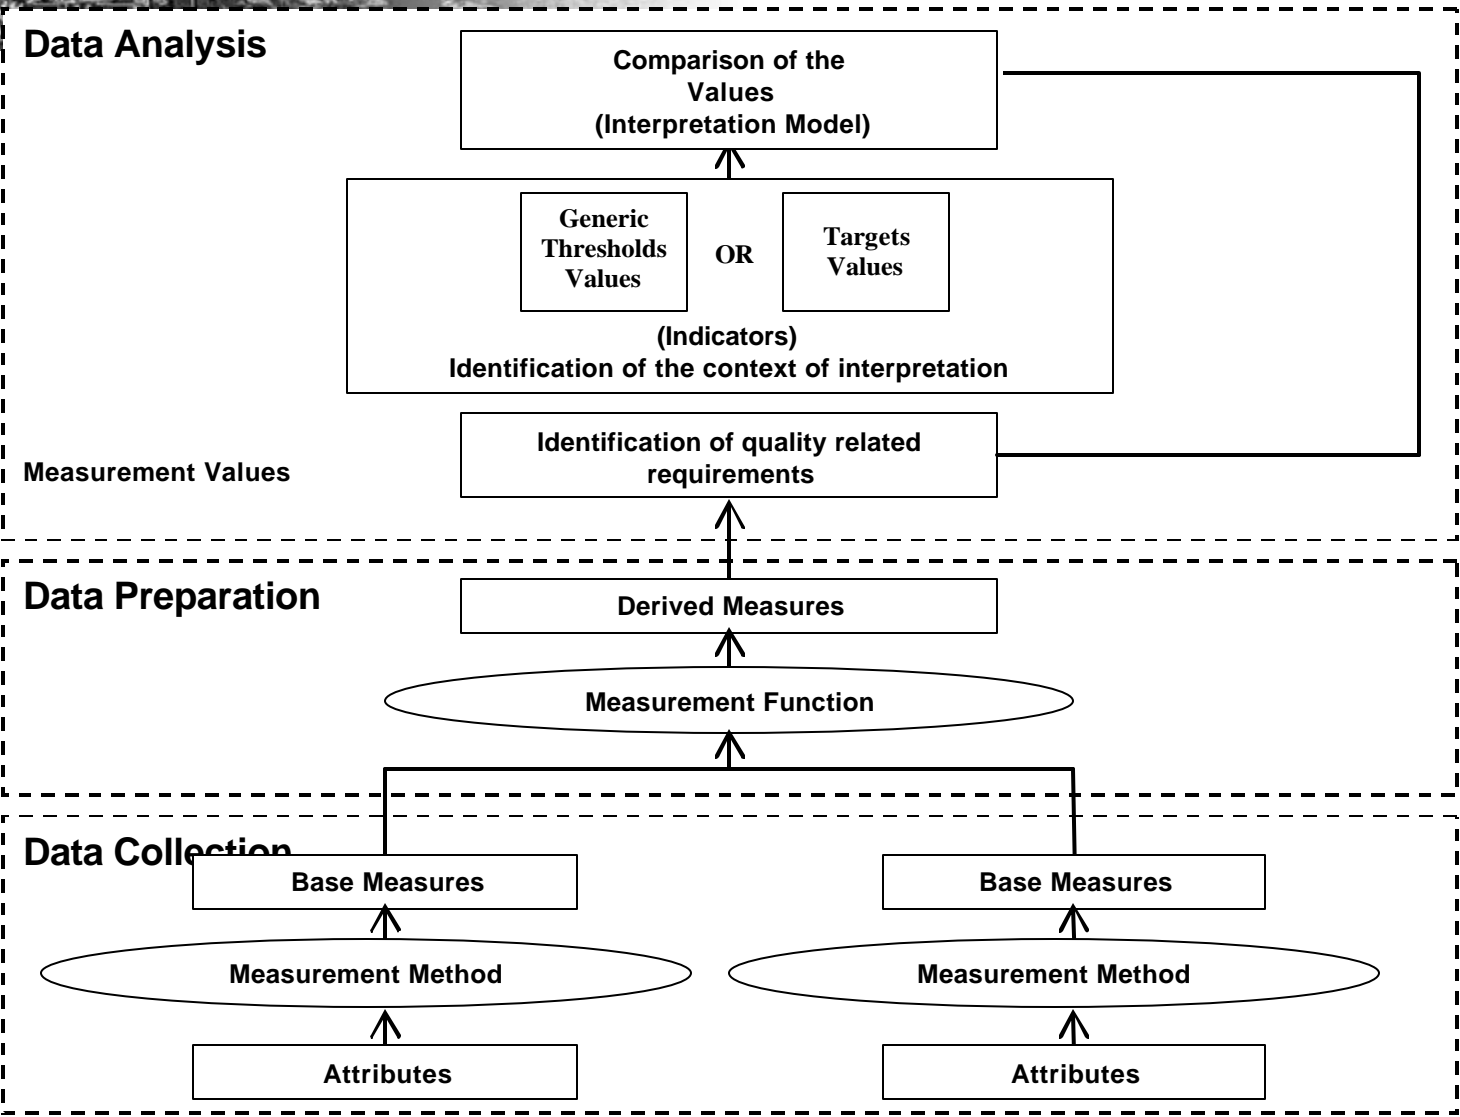 Data Analysis
Comparison of the
Values
(Interpretation Model)
Generic
Thresholds
Values
OR
Targets
Values
(Indicators)
Identification of the context of interpretation
Identification of quality related
requirements
Measurement Values
Data Preparation
Derived Measures
Measurement Function
Data Collection
Base Measures
Base Measures
Measurement Method
Measurement Method
Attributes
Attributes